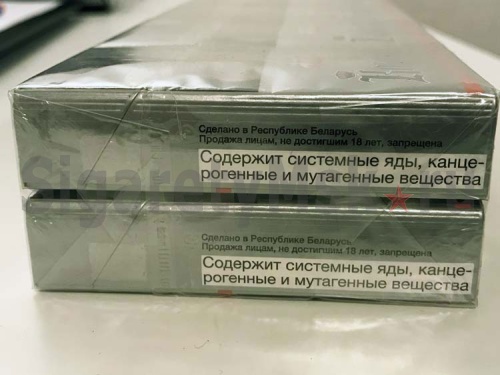 Сделано в Республике Беларусь
Продажа лицам, не достигшим 18 лет, запрещена
Содержит системные яды, канце-
рогенные и мутагенные вещества
Сделано в Республике Беларусь
Продажа лицам, не достигшим 18 лет, запрещена
Содержит системные яды, канце-
рогенные и мутагенные вещества